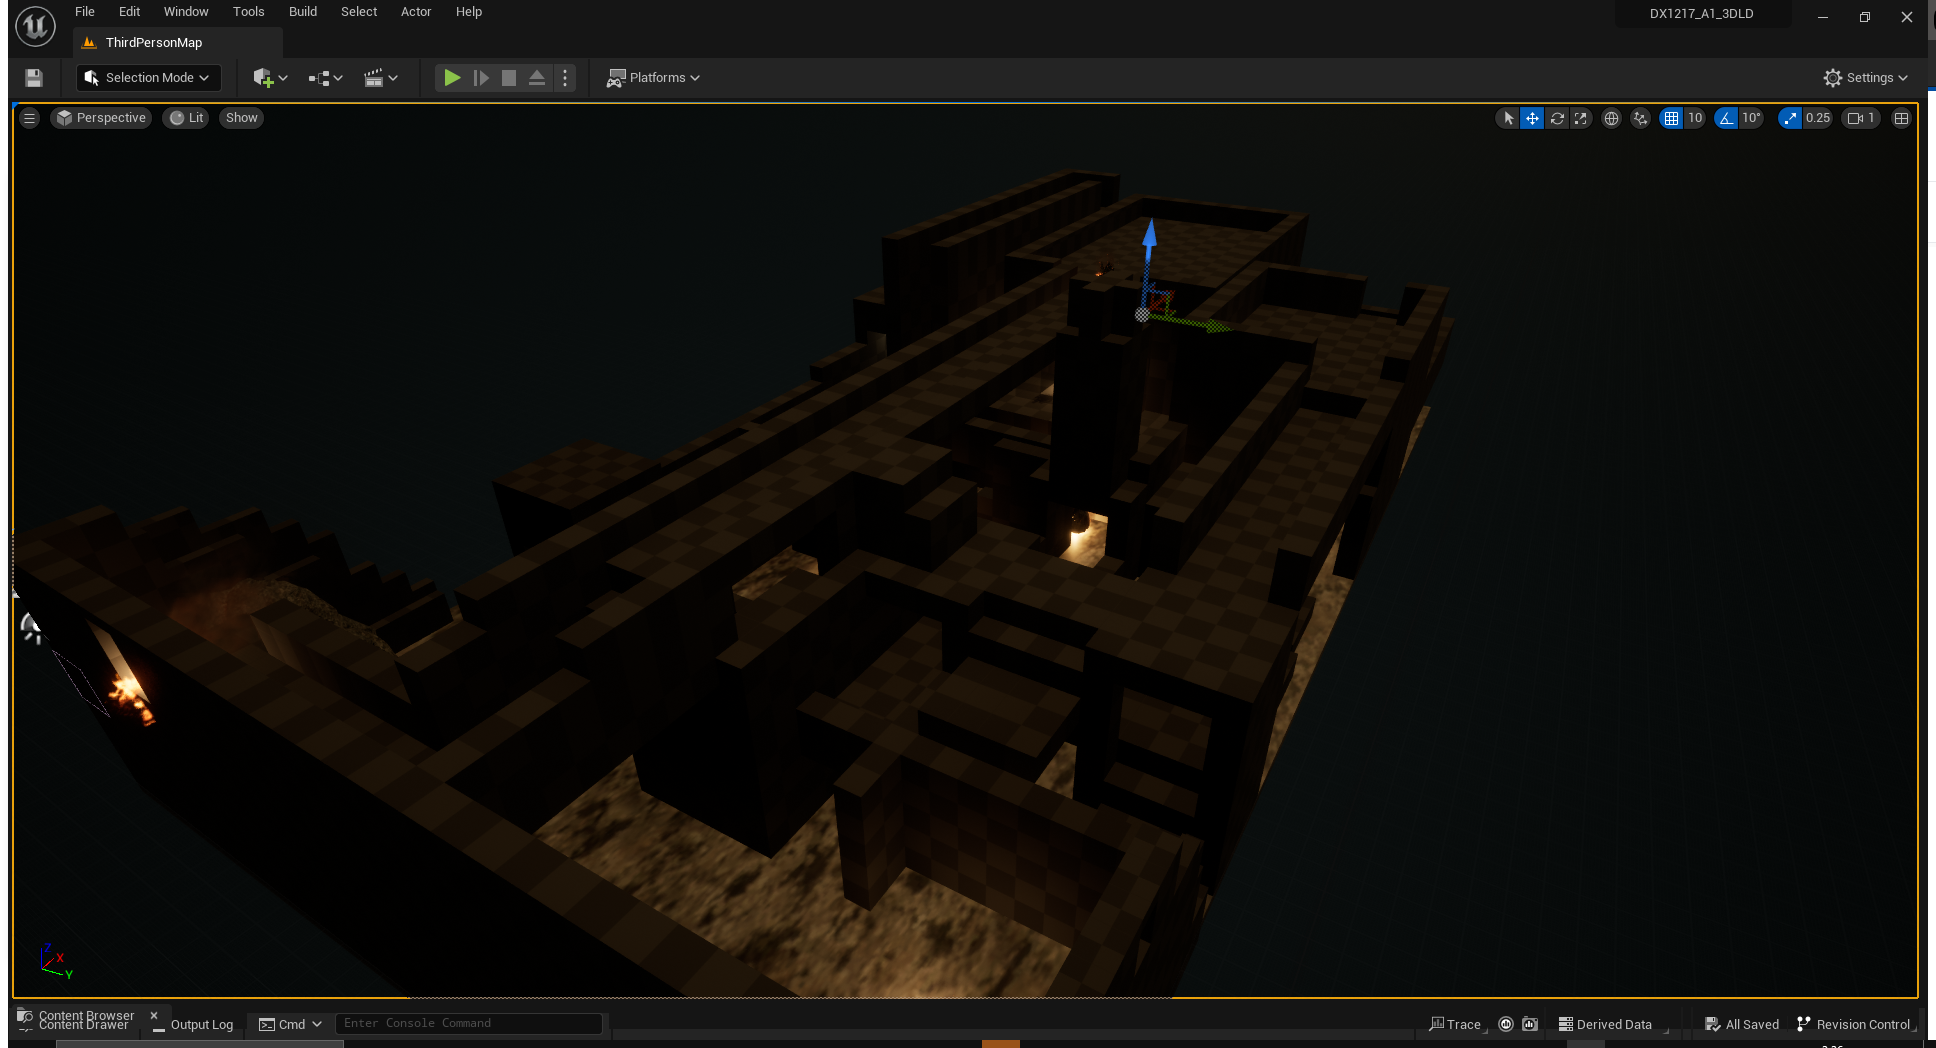 File Edit Window Tools Build Select Actor Help
DX1217_A1_3DLD
ThirdPersonMap
Selection Mode
Platforms
Settings
Perspective Lit Show
10 10° 0.25 1
Z
X
Y
Content Browser
Content Drawer Output Log Cmd Enter Console Command Trace Derived Data All Saved Revision Control